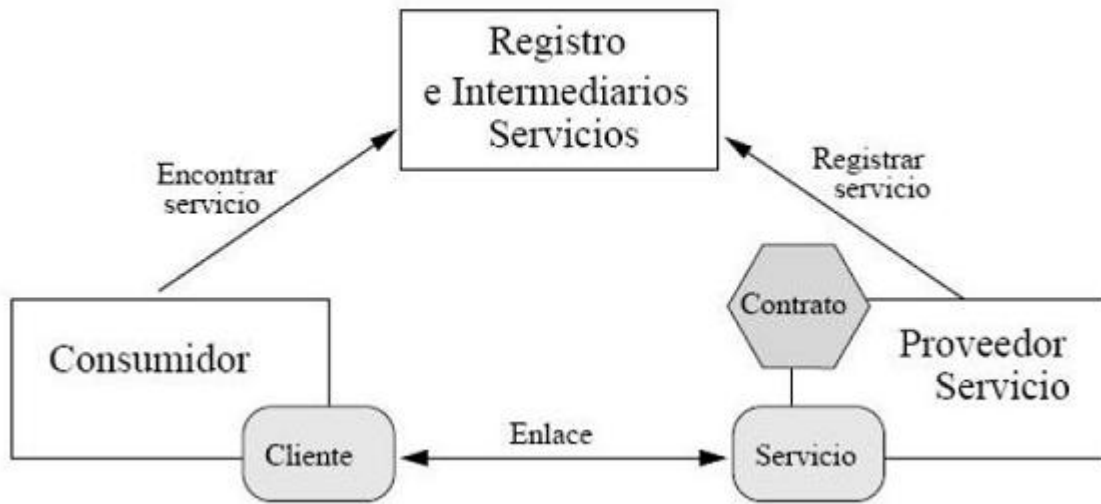 Registro
e Intermediarios
Servicios
Encontrar
servicio
Registrar
servicio
Contrato
Consumidor
Proveedor
Servicio
Cliente
Enlace
Servicio